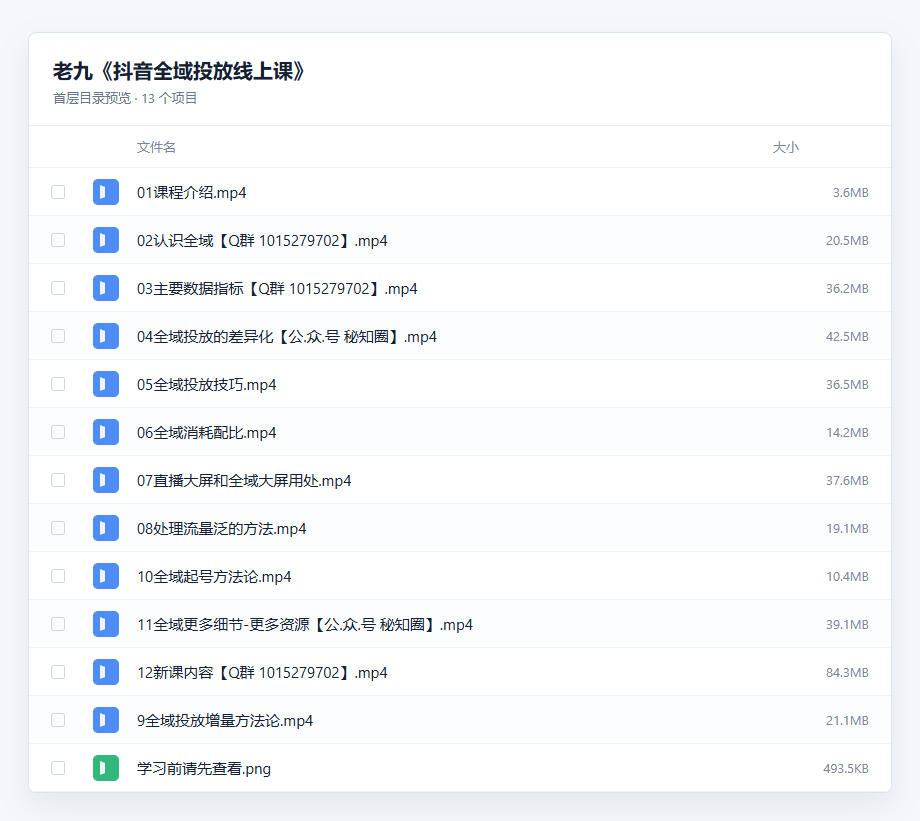 老九《抖音全域投放线上课》
首层目录预览 · 13 个项目
文件名 大小
01课程介绍.mp4 3.6MB
02认识全域【Q群 1015279702】.mp4 20.5MB
03主要数据指标【Q群 1015279702】.mp4 36.2MB
04全域投放的差异化【公.众.号 秘知圈】.mp4 42.5MB
05全域投放技巧.mp4 36.5MB
06全域消耗配比.mp4 14.2MB
07直播大屏和全域大屏用处.mp4 37.6MB
08处理流量泛的方法.mp4 19.1MB
10全域起号方法论.mp4 10.4MB
11全域更多细节-更多资源【公.众.号 秘知圈】.mp4 39.1MB
12新课内容【Q群 1015279702】.mp4 84.3MB
9全域投放增量方法论.mp4 21.1MB
学习前请先查看.png 493.5KB